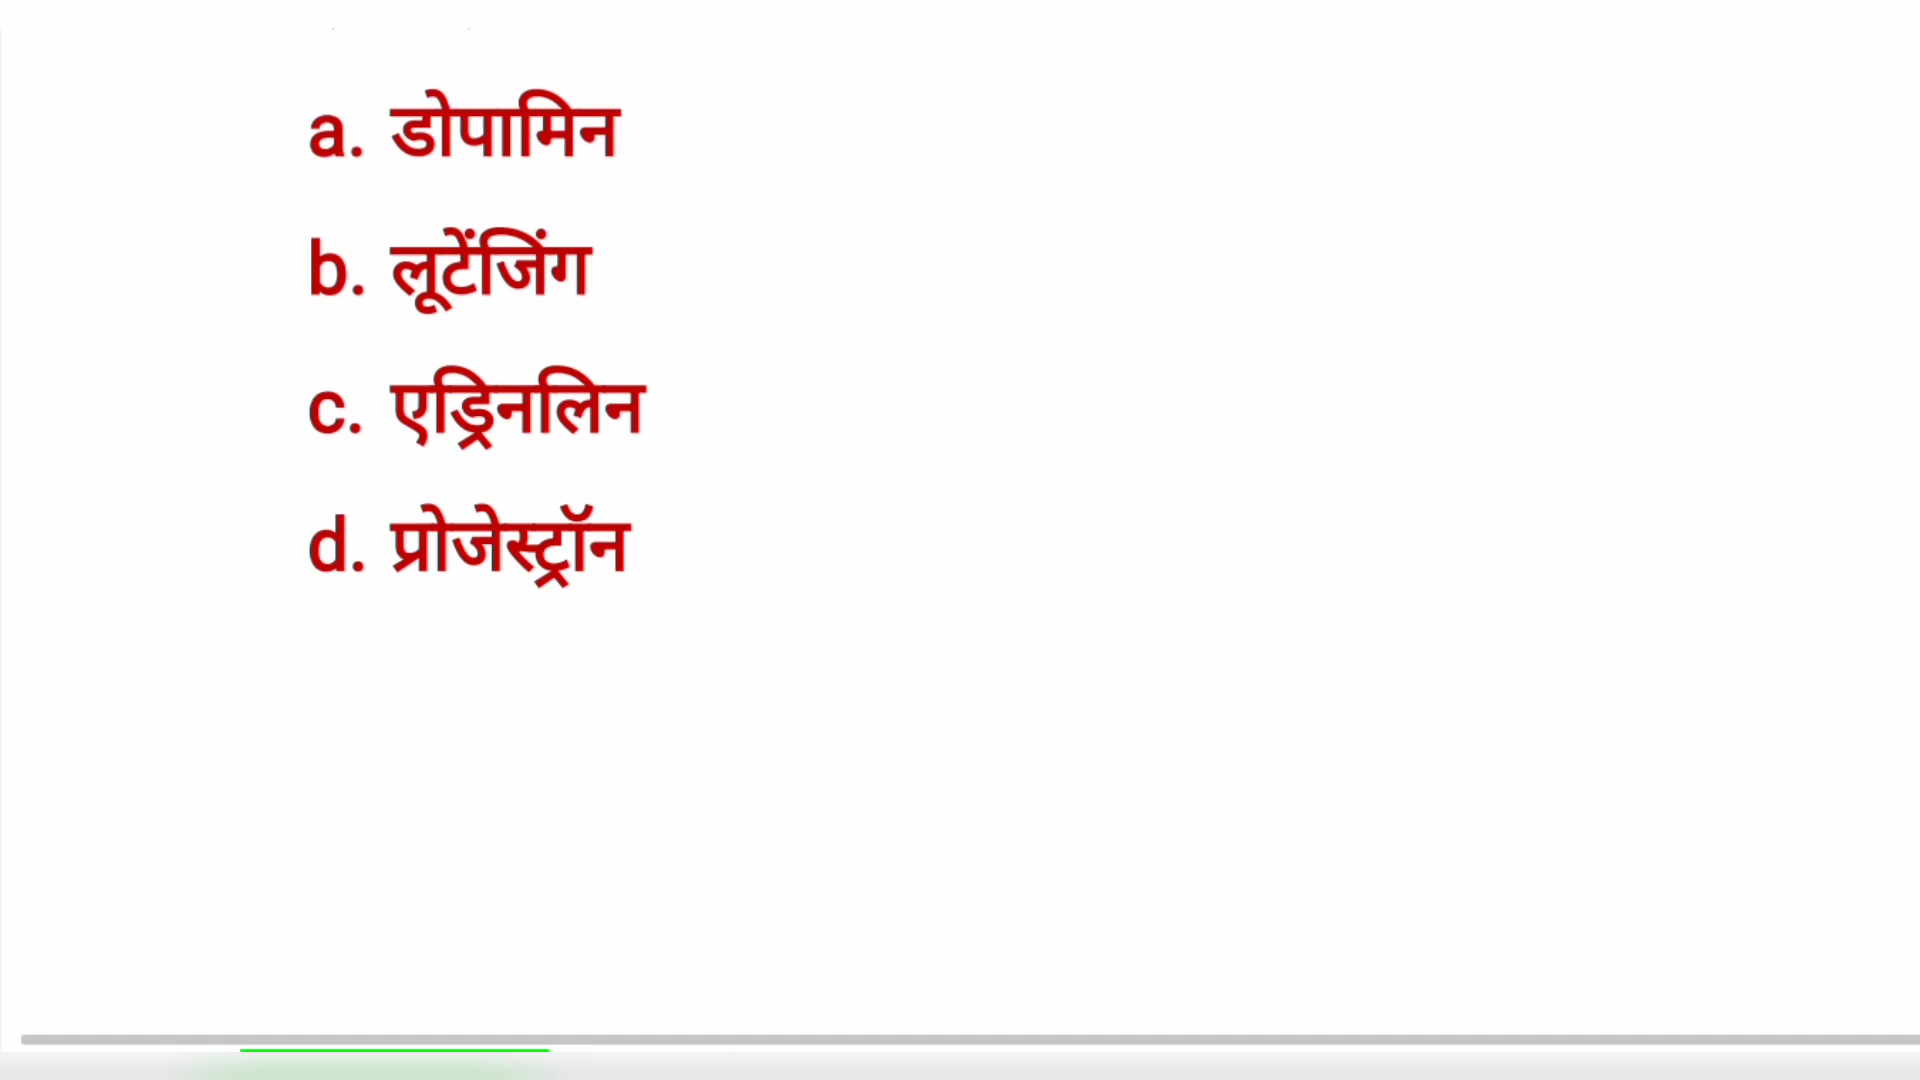 a. डोपामिन
b. लूटेंजिंग
c. एड्रिनलिन
d. प्रोजेस्ट्रॉन